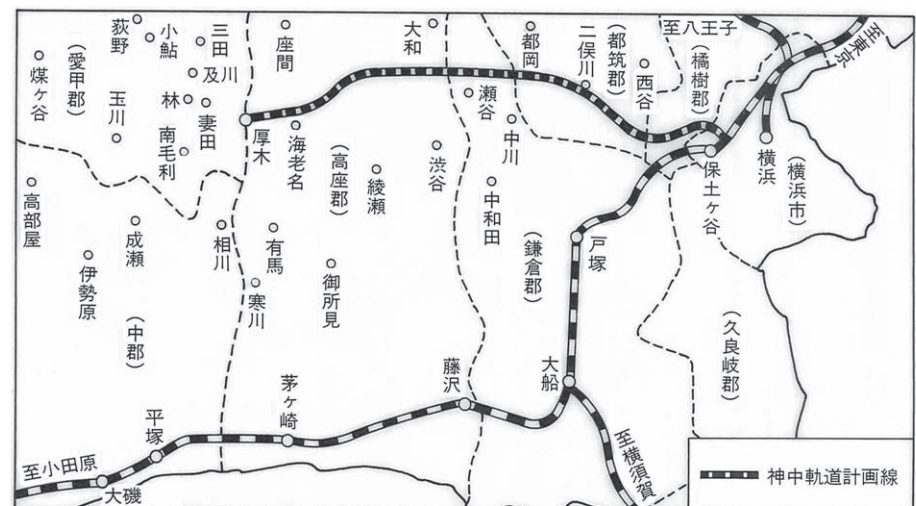 荻野
小鮎
三田
座間
大和
都岡
二俣川
(都筑郡)
至八王子
至東京
煤ヶ谷
(愛甲郡)
及川
瀬谷
西谷
(橘樹郡)
玉川
林
妻田
南毛利
厚木
海老名
中川
保土ヶ谷
横浜
(横浜市)
(高座郡)
綾瀬
渋谷
中和田
高部屋
成瀬
相川
有馬
御所見
(鎌倉郡)
戸塚
伊勢原
寒川
(中郡)
(久良岐郡)
平塚
茅ヶ崎
藤沢
大船
至小田原
大磯
至横須賀
神中軌道計画線